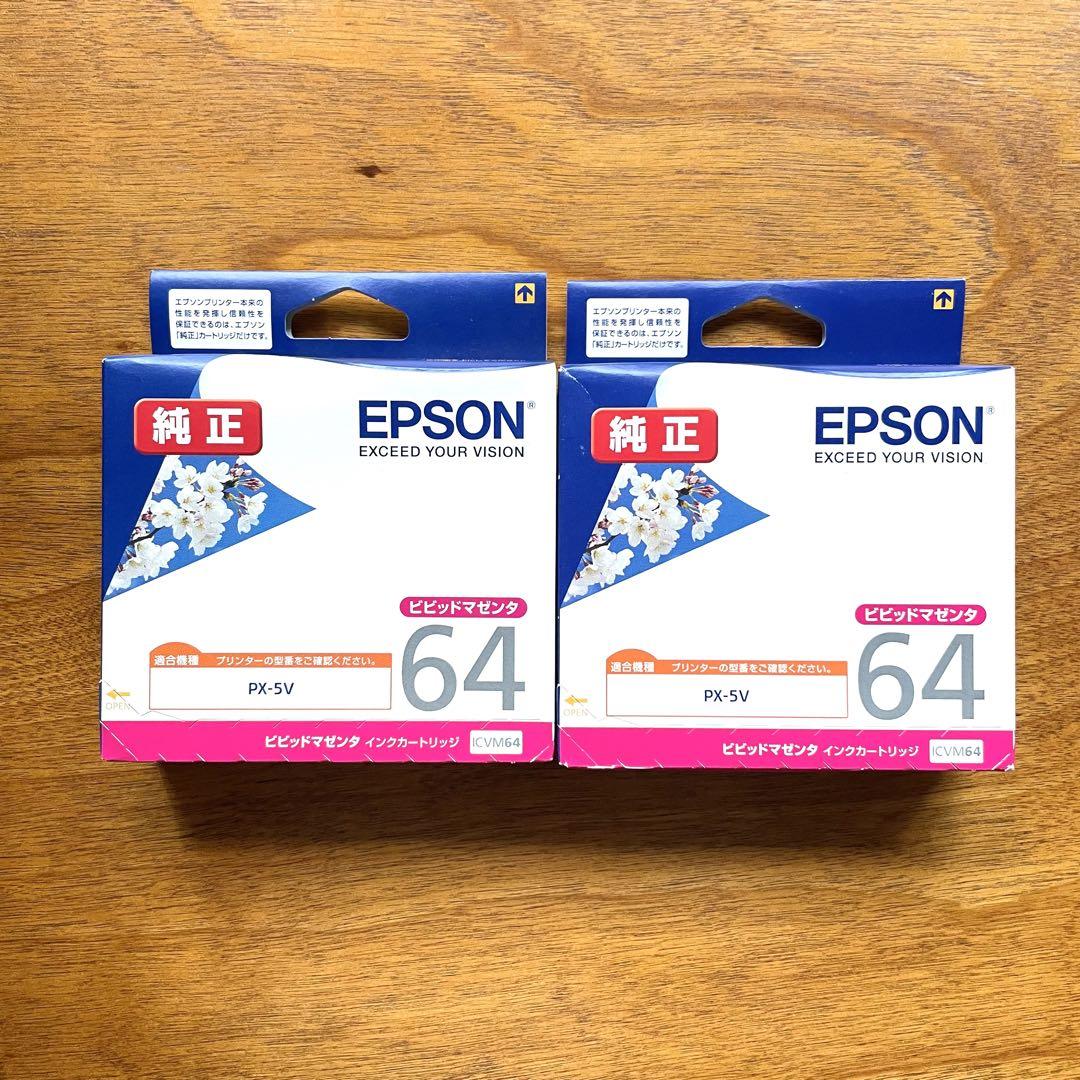 エプソンプリンター本来の
性能を発揮し信頼性を
保証できるのは、エプソン
「純正」カートリッジだけです。
純正
EPSON®
EXCEED YOUR VISION
ビビッドマゼンタ
64
適合機種 プリンターの型番をご確認ください。
PX-5V
OPEN
ビビッドマゼンタ インクカートリッジ ICVM64
エプソンプリンター本来の
性能を発揮し信頼性を
保証できるのは、エプソン
「純正」カートリッジだけです。
純正
EPSON®
EXCEED YOUR VISION
ビビッドマゼンタ
64
適合機種 プリンターの型番をご確認ください。
PX-5V
OPEN
ビビッドマゼンタ インクカートリッジ ICVM64